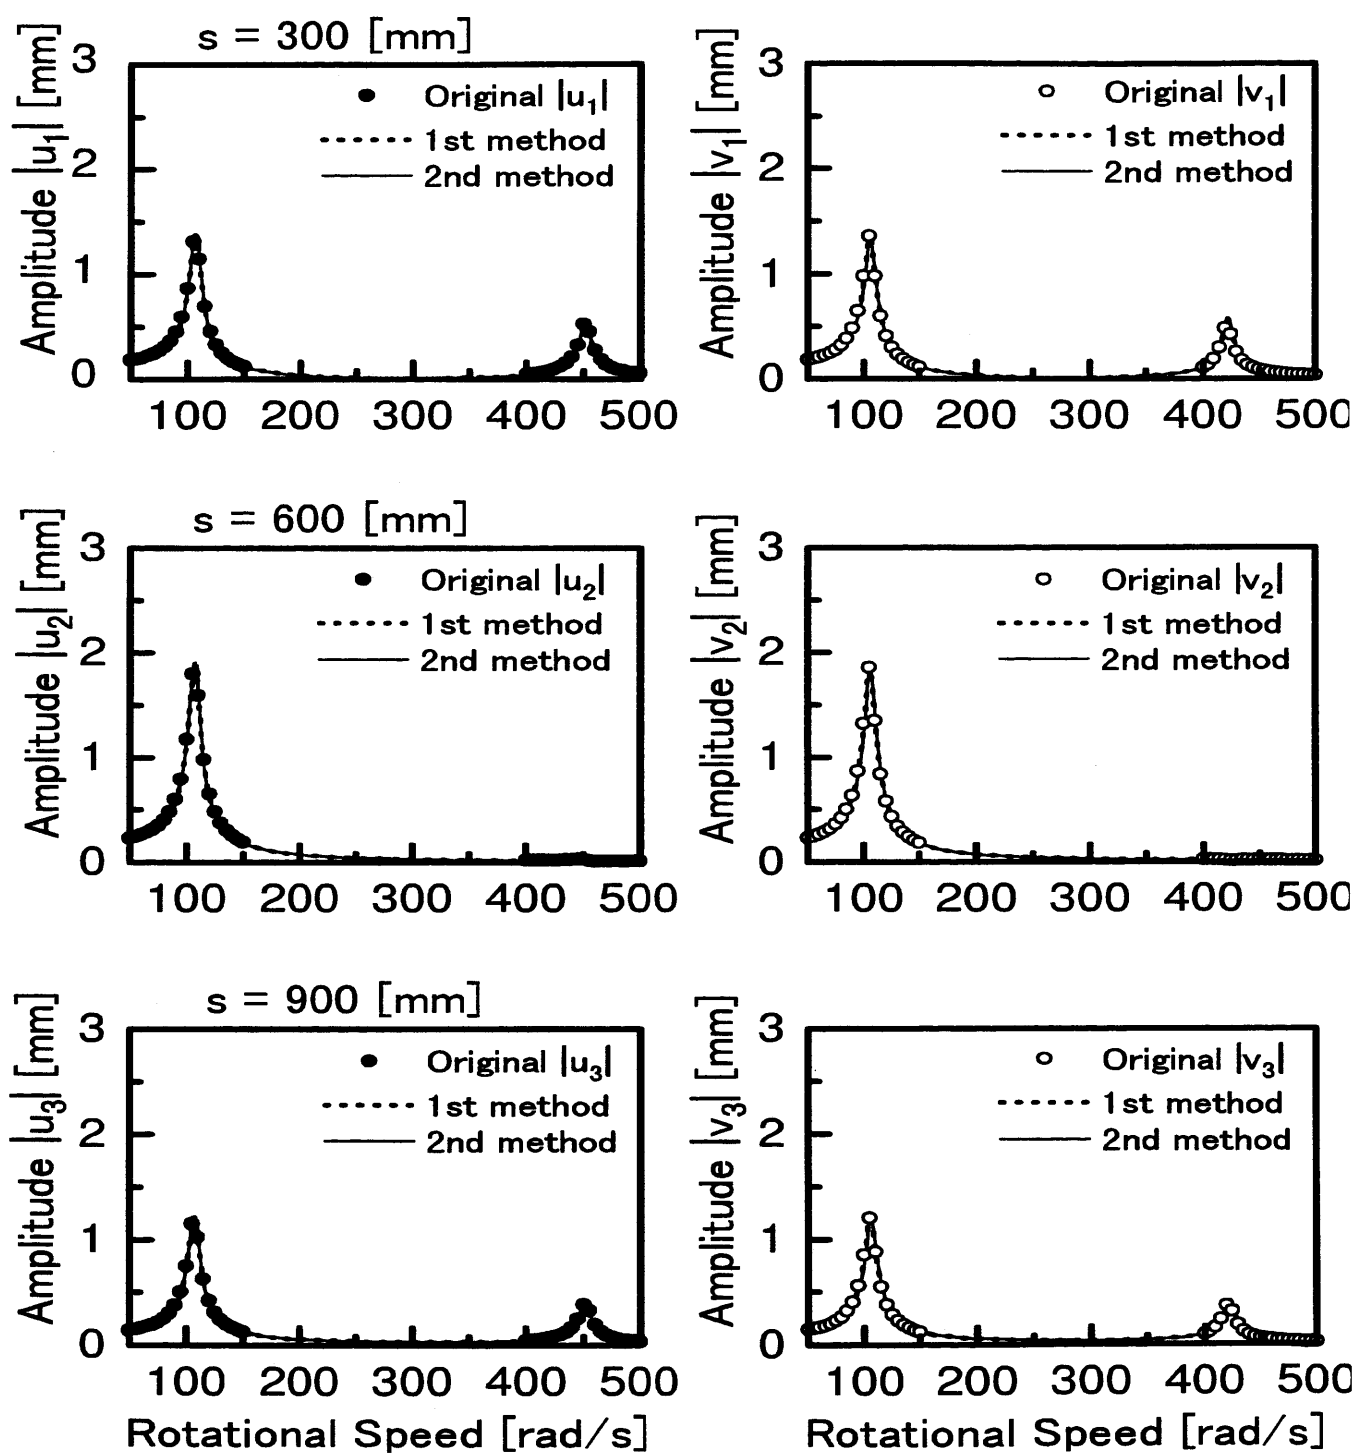 s = 300 [mm]
Amplitude |u1| [mm]
3
2
1
0
Original |u1|
1st method
2nd method
100 200 300 400 500
Amplitude |v1| [mm]
3
2
1
0
Original |v1|
1st method
2nd method
100 200 300 400 500
s = 600 [mm]
Amplitude |u2| [mm]
3
2
1
0
Original |u2|
1st method
2nd method
100 200 300 400 500
Amplitude |v2| [mm]
3
2
1
0
Original |v2|
1st method
2nd method
100 200 300 400 500
s = 900 [mm]
Amplitude |u3| [mm]
3
2
1
0
Original |u3|
1st method
2nd method
100 200 300 400 500
Rotational Speed [rad/s]
Amplitude |v3| [mm]
3
2
1
0
Original |v3|
1st method
2nd method
100 200 300 400 500
Rotational Speed [rad/s]